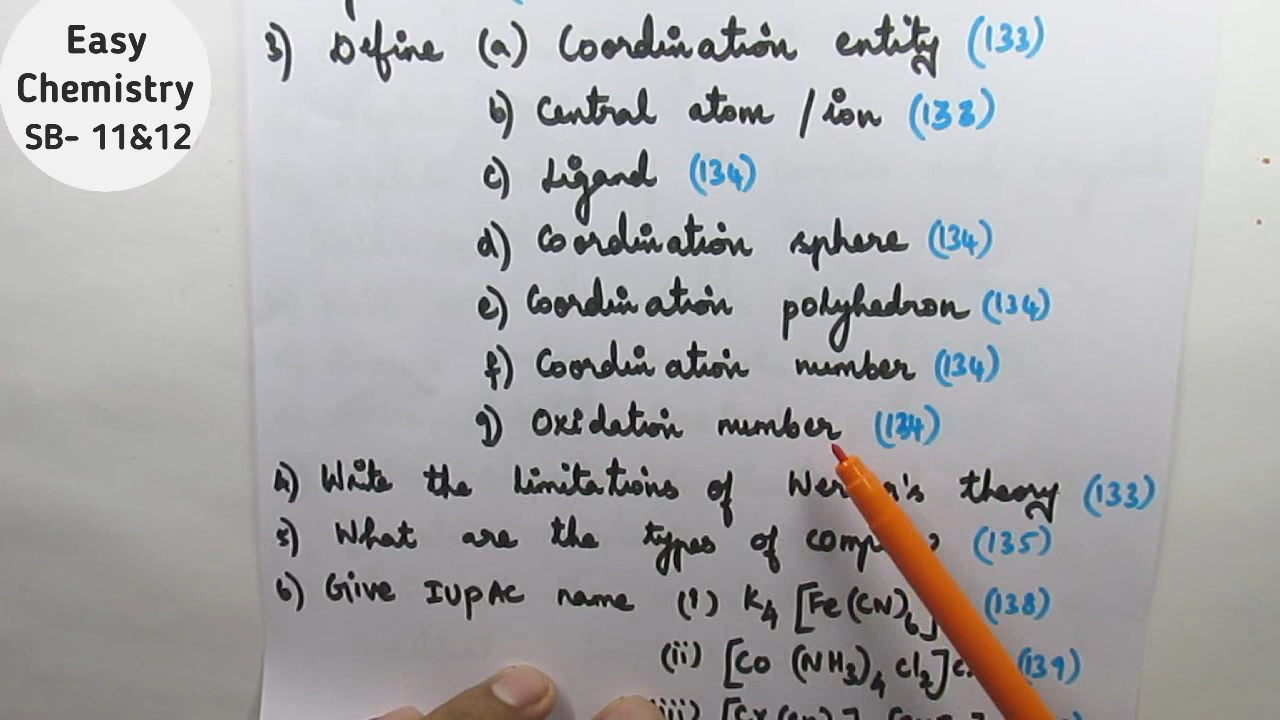 Easy
Chemistry
SB- 11&12
3) Define (a) Coordination entity (133)
b) Central atom / ion (133)
c) Ligand (134)
d) Coordination sphere (134)
e) Coordination polyhedron (134)
f) Coordination number (134)
g) Oxidation number (134)
4) Write the limitations of Werner's theory (133)
5) What are the types of (135)
6) Give IUPAC name (i) K₄ [Fe(CN)₆] (138)
(ii) [Co (NH₃)₄ Cl₂] (139)